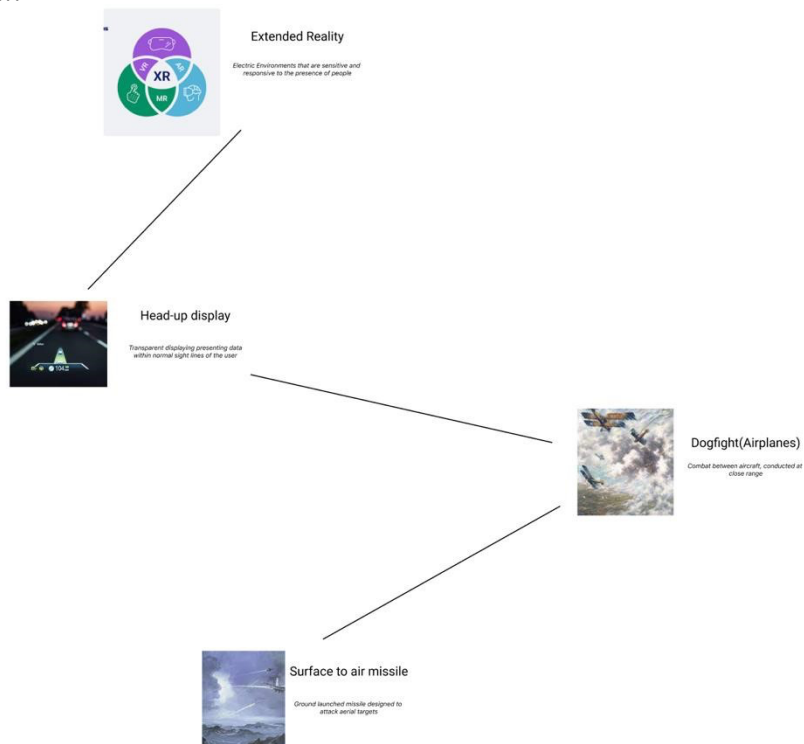 Extended Reality
Electric Environments that are sensitive and
responsive to the presence of people
VR
AR
XR
MR
Head-up display
Transparent displaying presenting data
within normal sight lines of the user
104
Dogfight(Airplanes)
Combat between aircraft, conducted at
close range
Surface to air missile
Ground launched missile designed to
attack aerial targets